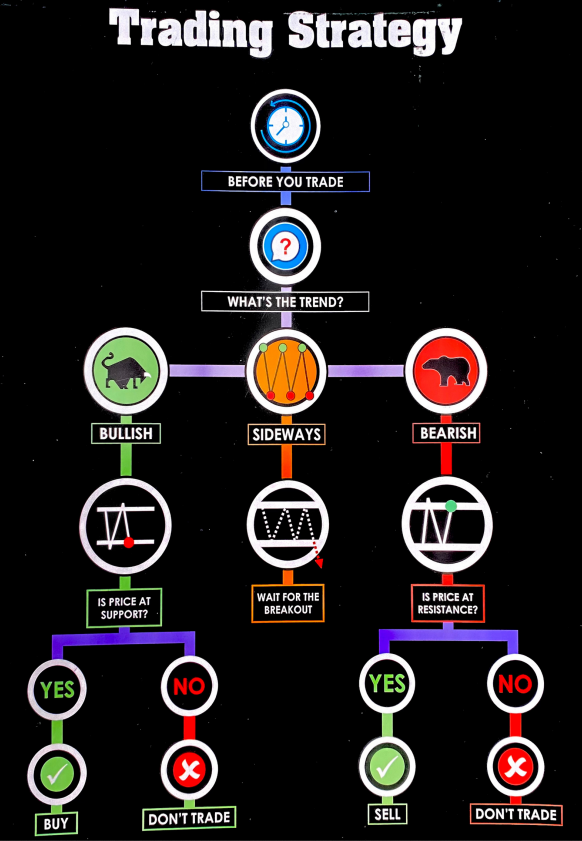 Trading Strategy
BEFORE YOU TRADE
?
WHAT'S THE TREND?
BULLISH
SIDEWAYS
BEARISH
IS PRICE AT
SUPPORT?
WAIT FOR THE
BREAKOUT
IS PRICE AT
RESISTANCE?
YES
NO
YES
NO
BUY
DON'T TRADE
SELL
DON'T TRADE